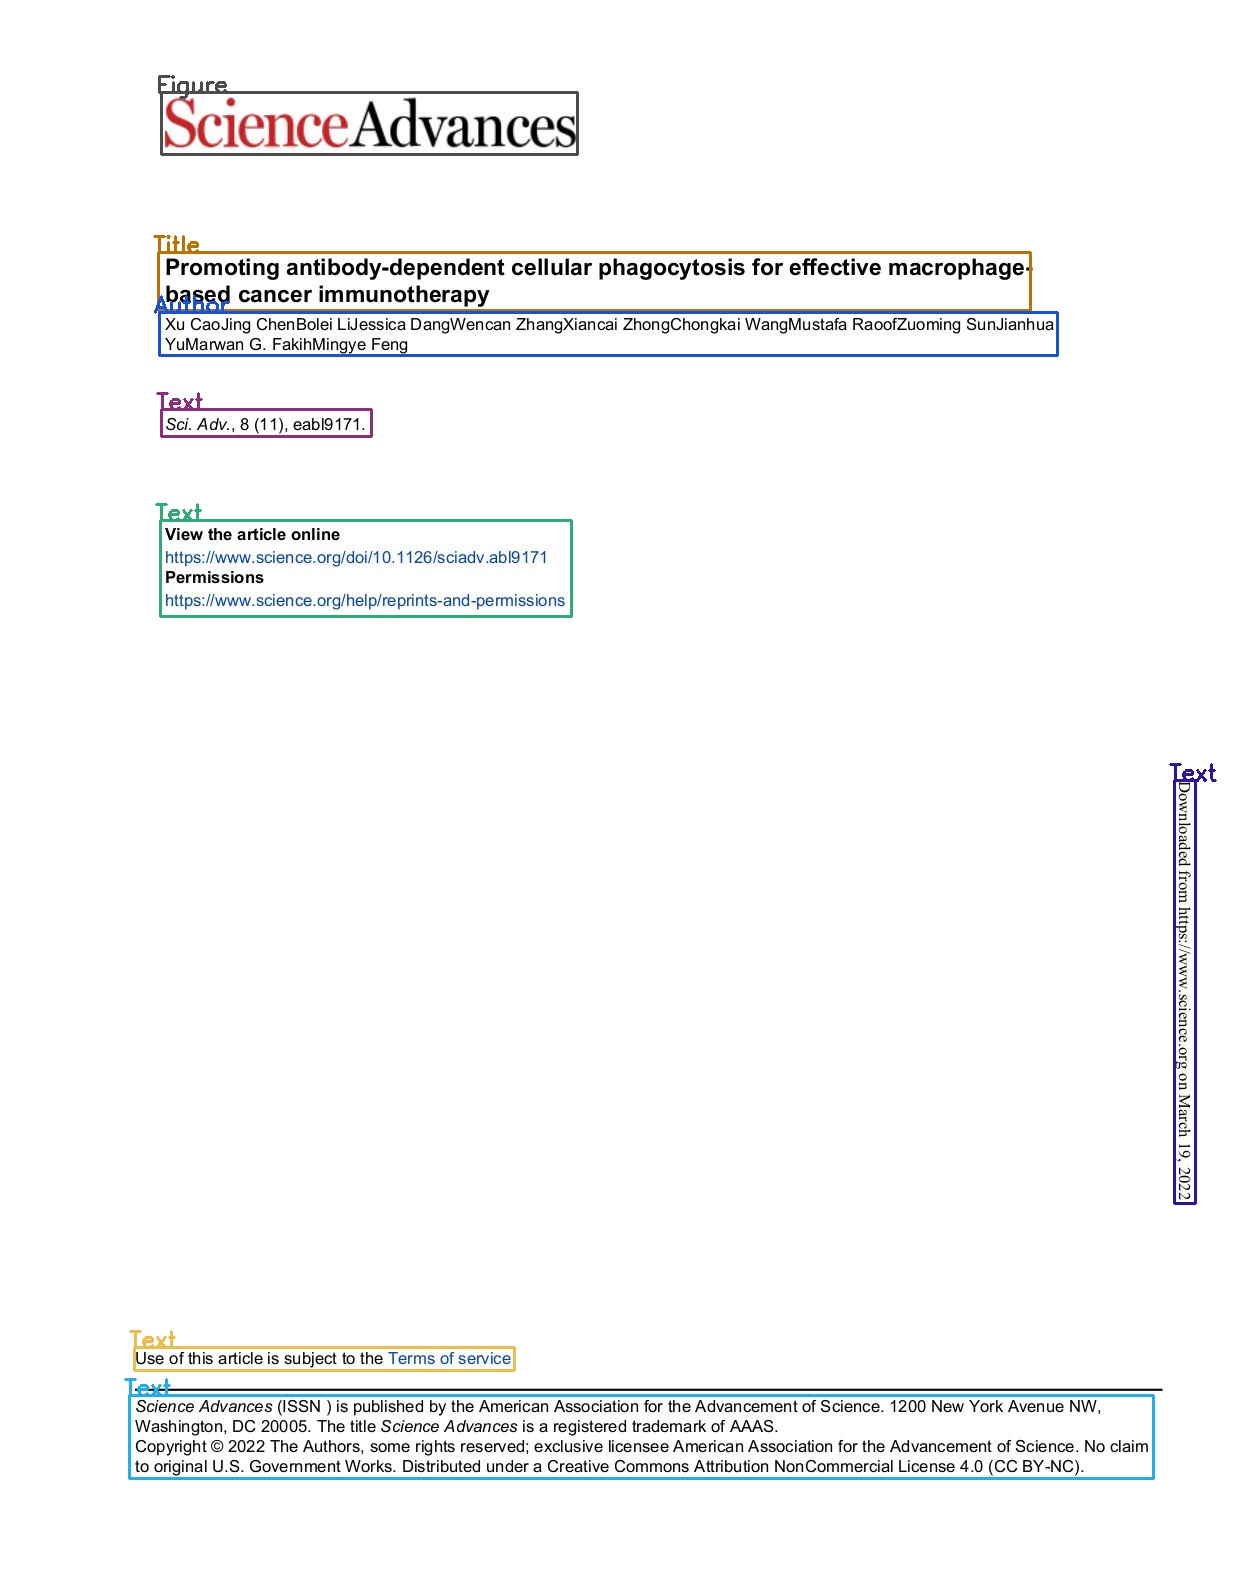 Figure
ScienceAdvances
Title
Promoting antibody-dependent cellular phagocytosis for effective macrophage-
based cancer immunotherapy
Author
Xu CaoJing ChenBolei LiJessica DangWencan ZhangXiancai ZhongChongkai WangMustafa RaoofZuoming SunJianhua
YuMarwan G. FakihMingye Feng
Text
Sci. Adv., 8 (11), eabl9171.
Text
View the article online
https://www.science.org/doi/10.1126/sciadv.abl9171
Permissions
https://www.science.org/help/reprints-and-permissions
Text
Downloaded from https://www.science.org on March 19, 2022
Text
Use of this article is subject to the Terms of service
Text
Science Advances (ISSN ) is published by the American Association for the Advancement of Science. 1200 New York Avenue NW,
Washington, DC 20005. The title Science Advances is a registered trademark of AAAS.
Copyright © 2022 The Authors, some rights reserved; exclusive licensee American Association for the Advancement of Science. No claim
to original U.S. Government Works. Distributed under a Creative Commons Attribution NonCommercial License 4.0 (CC BY-NC).